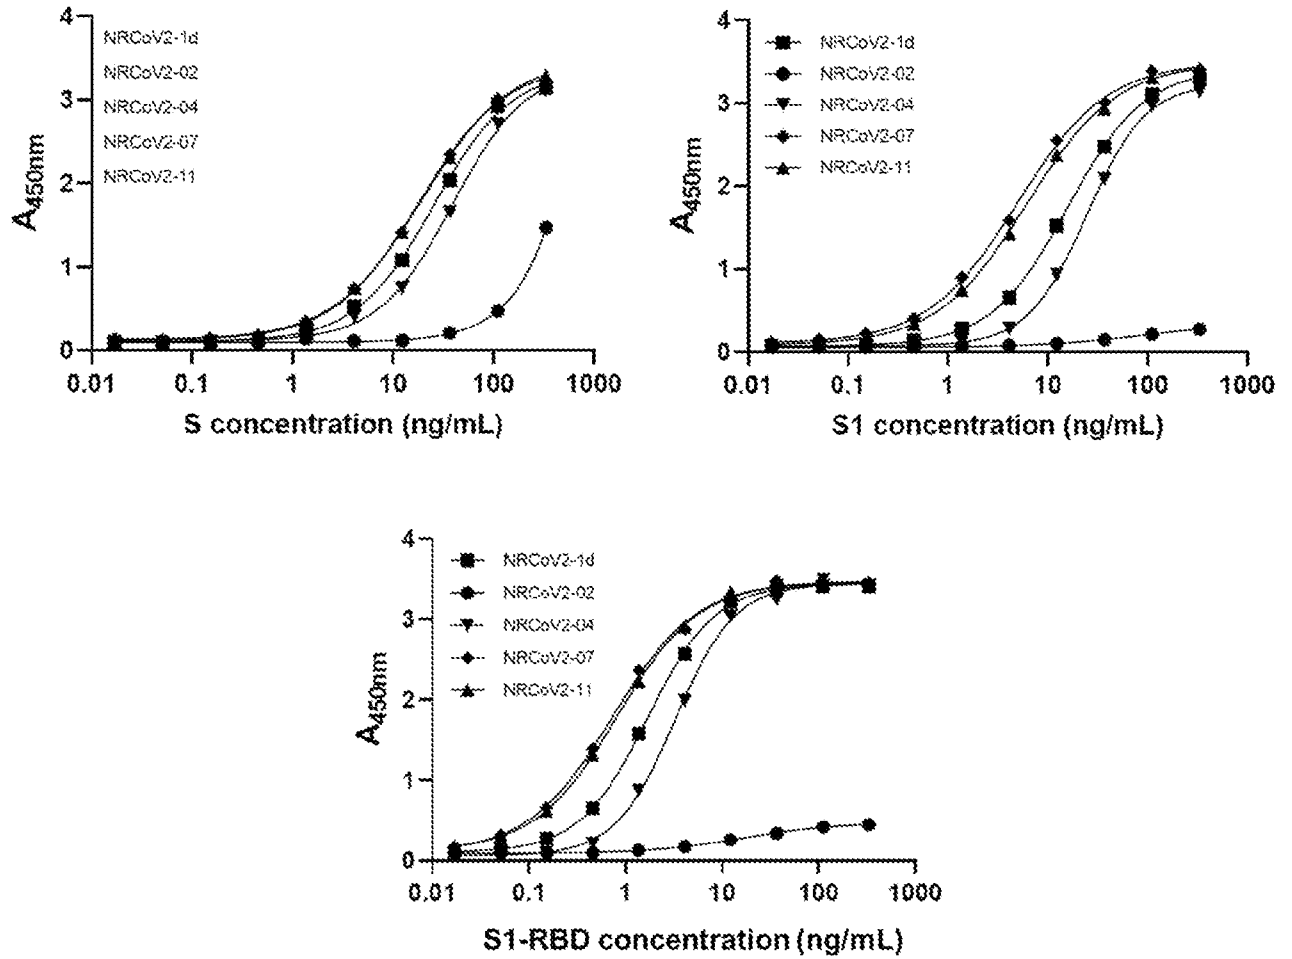 4
3
2
1
0
A450nm
NRCoV2-1d
NRCoV2-02
NRCoV2-04
NRCoV2-07
NRCoV2-11
0.01 0.1 1 10 100 1000
S concentration (ng/mL)
4
3
2
1
0
A450nm
NRCoV2-1d
NRCoV2-02
NRCoV2-04
NRCoV2-07
NRCoV2-11
0.01 0.1 1 10 100 1000
S1 concentration (ng/mL)
4
3
2
1
0
A450nm
NRCoV2-1d
NRCoV2-02
NRCoV2-04
NRCoV2-07
NRCoV2-11
0.01 0.1 1 10 100 1000
S1-RBD concentration (ng/mL)